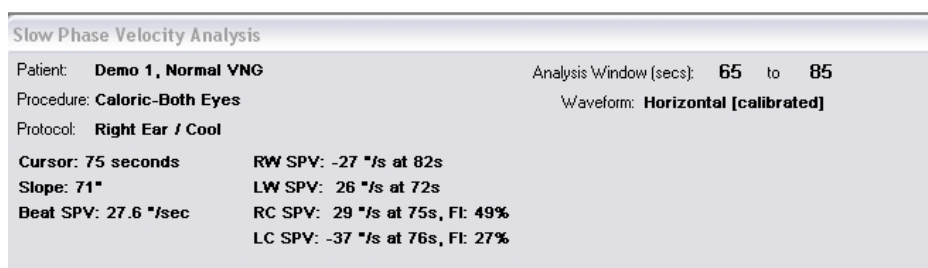 Slow Phase Velocity Analysis
Patient: Demo 1, Normal VNG
Analysis Window (secs): 65 to 85
Procedure: Caloric-Both Eyes
Waveform: Horizontal [calibrated]
Protocol: Right Ear / Cool
Cursor: 75 seconds
RW SPV: -27 °/s at 82s
Slope: 71°
LW SPV: 26 °/s at 72s
Beat SPV: 27.6 °/sec
RC SPV: 29 °/s at 75s, FI: 49%
LC SPV: -37 °/s at 76s, FI: 27%